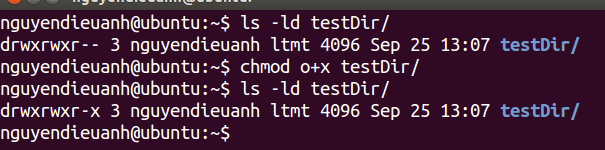 nguyendieuanh@ubuntu:~$ ls -ld testDir/
drwxrwxr-- 3 nguyendieuanh ltmt 4096 Sep 25 13:07 testDir/
nguyendieuanh@ubuntu:~$ chmod o+x testDir/
nguyendieuanh@ubuntu:~$ ls -ld testDir/
drwxrwxr-x 3 nguyendieuanh ltmt 4096 Sep 25 13:07 testDir/
nguyendieuanh@ubuntu:~$